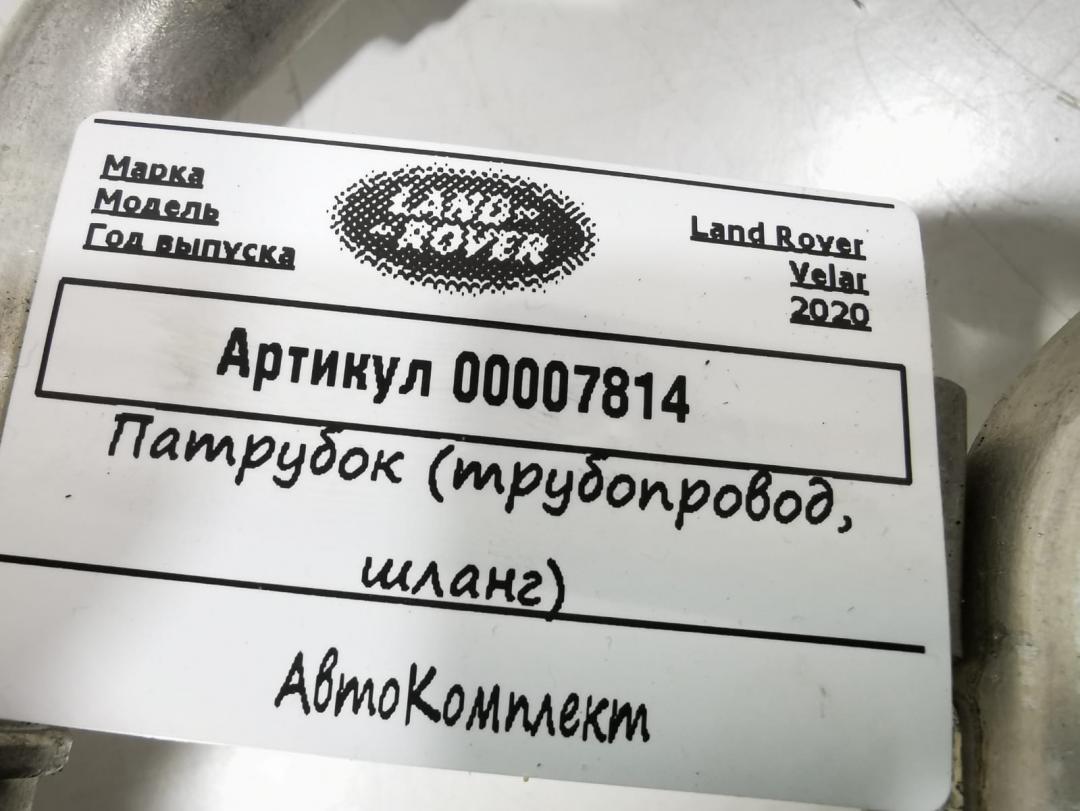 Марка
Модель
Год выпуска
LAND-
-ROVER
Land Rover
Velar
2020
Артикул 00007814
Патрубок (трубопровод,
шланг)
АвтоКомплект